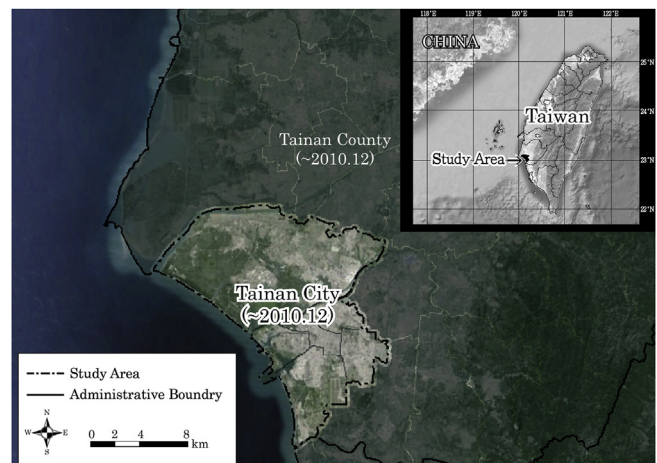 Tainan County
(~2010.12)
Tainan City
(~2010.12)
118°E 119°E 120°E 121°E 122°E
CHINA
25°N
24°N
Taiwan
Study Area
23°N
22°N
Study Area
Administrative Boundry
N
W E
S
0 2 4 8
km